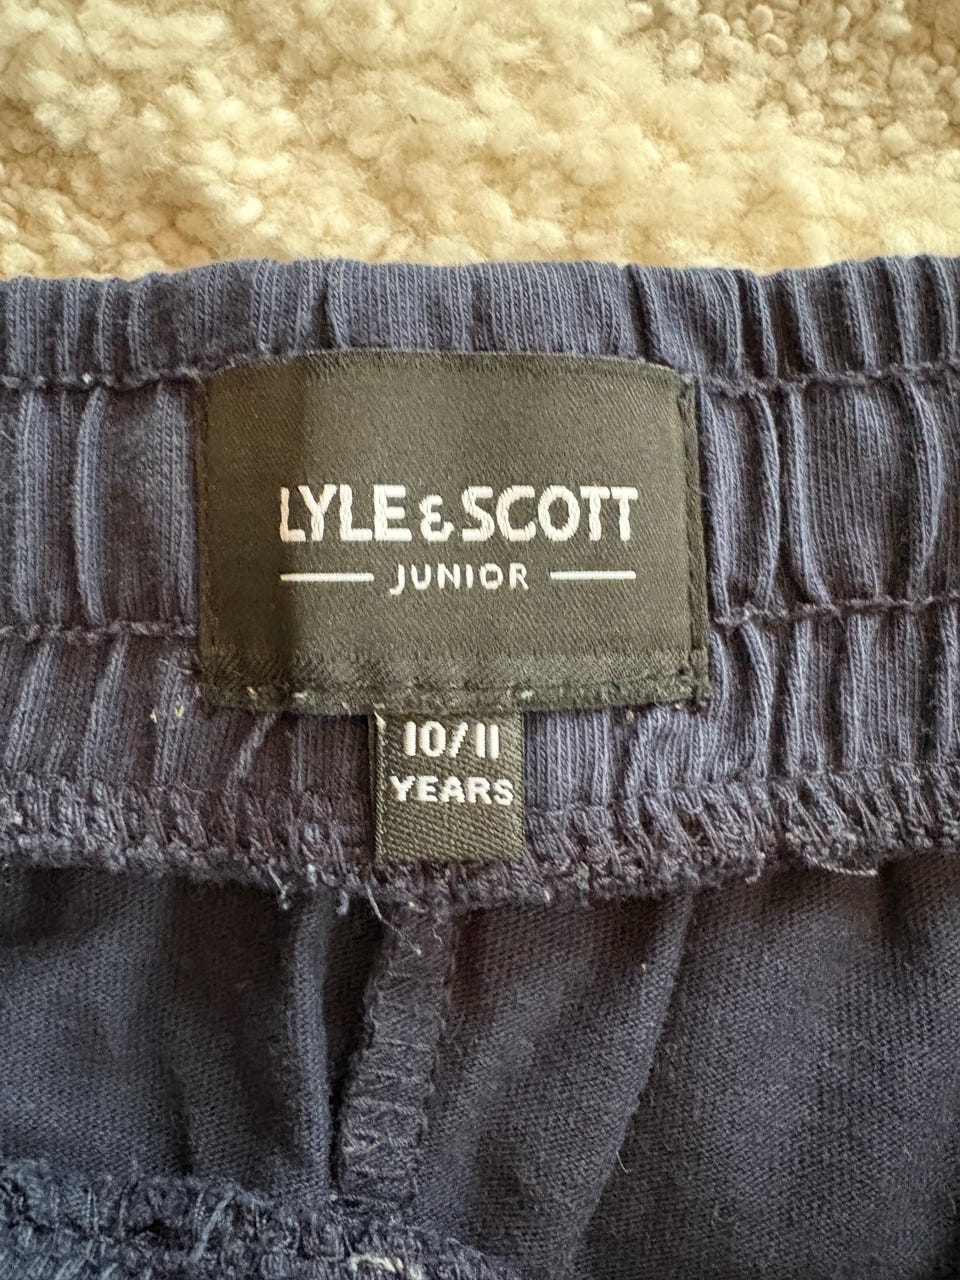 LYLE & SCOTT
JUNIOR
10/11
YEARS